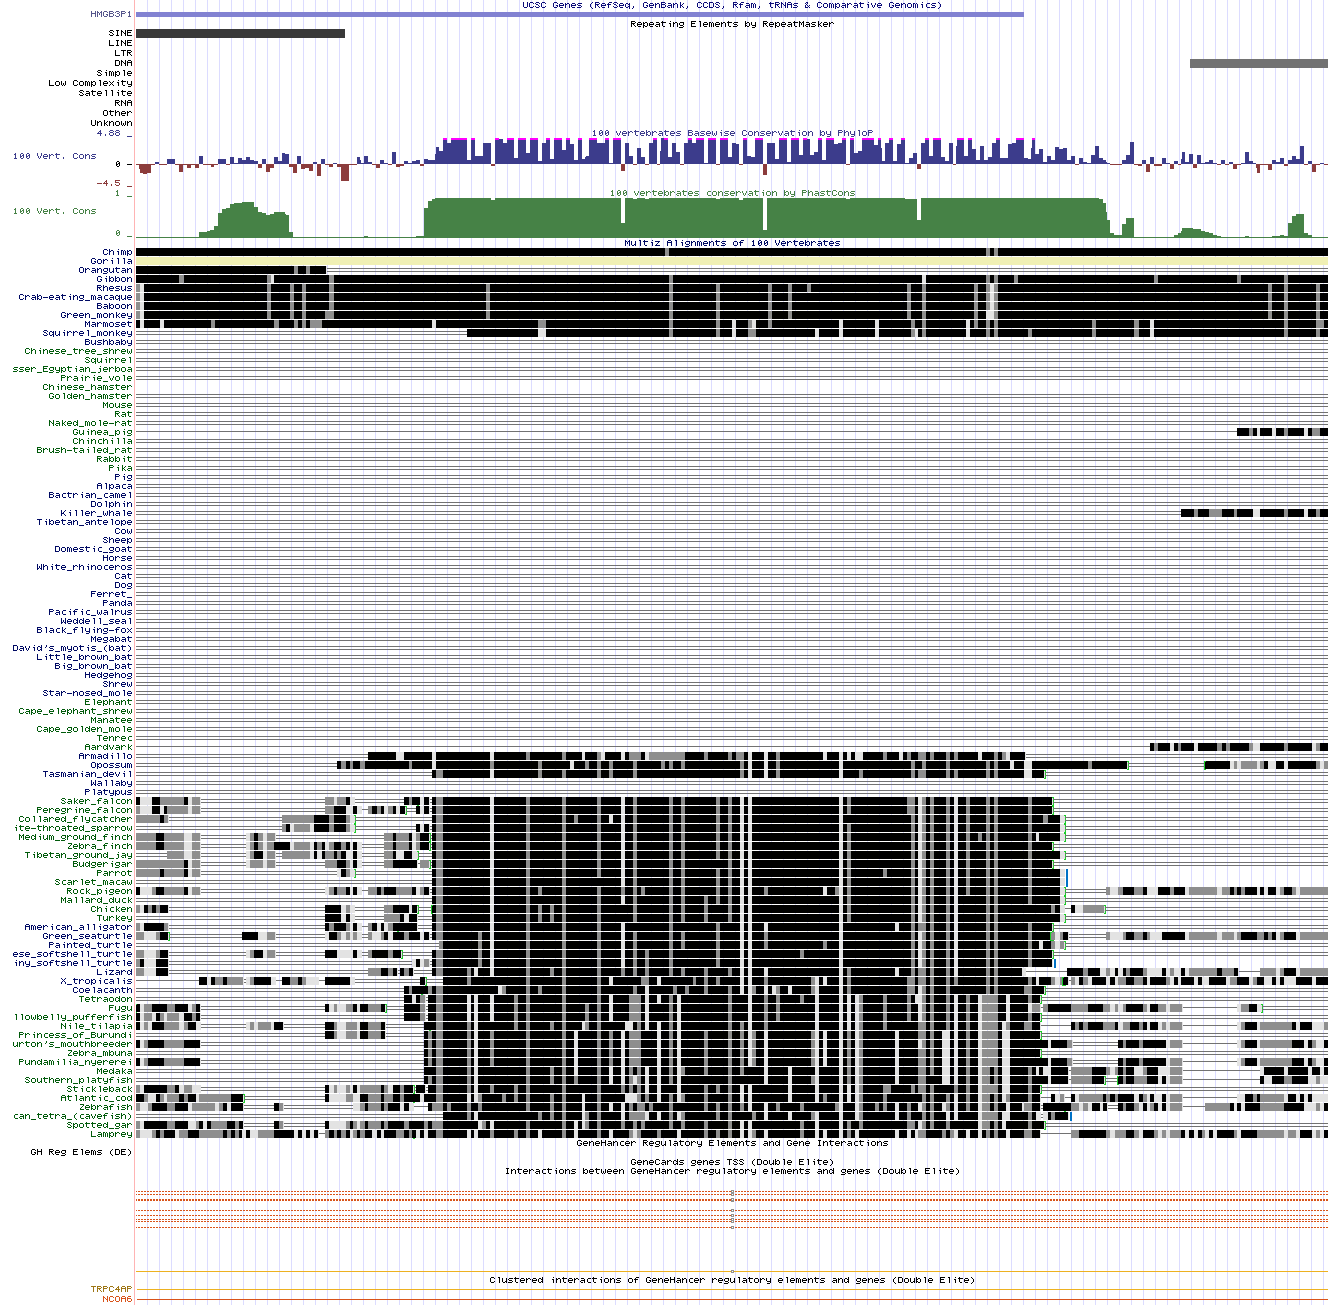 UCSC Genes (RefSeq, GenBank, CCDS, Rfam, tRNAs & Comparative Genomics)
HMGB3P1
Repeating Elements by RepeatMasker
SINE
LINE
LTR
DNA
Simple
Low Complexity
Satellite
RNA
Other
Unknown
100 vertebrates Basewise Conservation by PhyloP
4.88 _
100 Vert. Cons
0 _
-4.5 _
100 vertebrates conservation by PhastCons
1 _
100 Vert. Cons
0 _
Multiz Alignments of 100 Vertebrates
Chimp
Gorilla
Orangutan
Gibbon
Rhesus
Crab-eating_macaque
Baboon
Green_monkey
Marmoset
Squirrel_monkey
Bushbaby
Chinese_tree_shrew
Squirrel
sser_Egyptian_jerboa
Prairie_vole
Chinese_hamster
Golden_hamster
Mouse
Rat
Naked_mole-rat
Guinea_pig
Chinchilla
Brush-tailed_rat
Rabbit
Pika
Pig
Alpaca
Bactrian_camel
Dolphin
Killer_whale
Tibetan_antelope
Cow
Sheep
Domestic_goat
Horse
White_rhinoceros
Cat
Dog
Ferret_
Panda
Pacific_walrus
Weddell_seal
Black_flying-fox
Megabat
David's_myotis_(bat)
Little_brown_bat
Big_brown_bat
Hedgehog
Shrew
Star-nosed_mole
Elephant
Cape_elephant_shrew
Manatee
Cape_golden_mole
Tenrec
Aardvark
Armadillo
Opossum
Tasmanian_devil
Wallaby
Platypus
Saker_falcon
Peregrine_falcon
Collared_flycatcher
ite-throated_sparrow
Medium_ground_finch
Zebra_finch
Tibetan_ground_jay
Budgerigar
Parrot
Scarlet_macaw
Rock_pigeon
Mallard_duck
Chicken
Turkey
American_alligator
Green_seaturtle
Painted_turtle
ese_softshell_turtle
iny_softshell_turtle
Lizard
X_tropicalis
Coelacanth
Tetraodon
Fugu
llowbelly_pufferfish
Nile_tilapia
Princess_of_Burundi
urton's_mouthbreeder
Zebra_mbuna
Pundamilia_nyererei
Medaka
Southern_platyfish
Stickleback
Atlantic_cod
Zebrafish
can_tetra_(cavefish)
Spotted_gar
Lamprey
GeneHancer Regulatory Elements and Gene Interactions
GH Reg Elems (DE)
GeneCards genes TSS (Double Elite)
Interactions between GeneHancer regulatory elements and genes (Double Elite)
Clustered interactions of GeneHancer regulatory elements and genes (Double Elite)
TRPC4AP
NCOA6